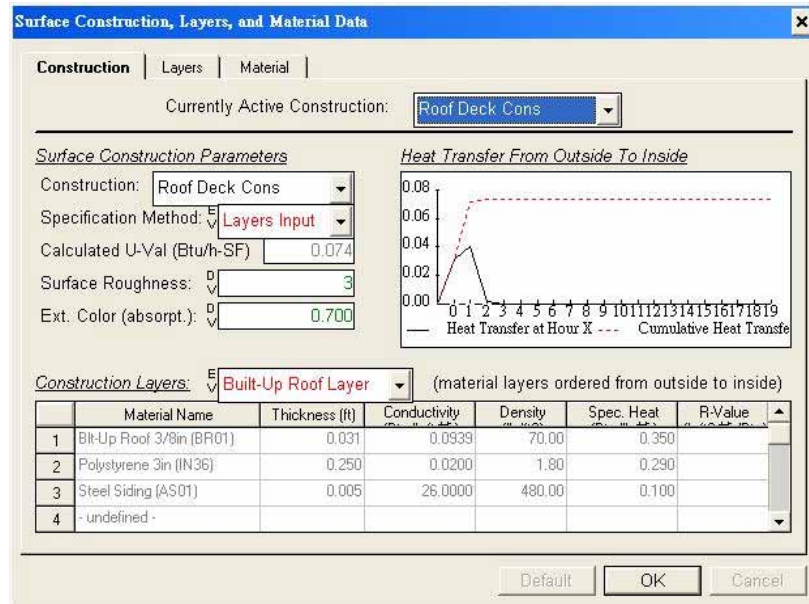 Surface Construction, Layers, and Material Data
Construction Layers Material
Currently Active Construction: Roof Deck Cons
Surface Construction Parameters
Construction: Roof Deck Cons
Specification Method: E V Layers Input
Calculated U-Val (Btu/h-SF) 0.074
Surface Roughness: D V 3
Ext. Color (absorpt.): D V 0.700
Heat Transfer From Outside To Inside
0.08
0.06
0.04
0.02
0.00
0 1 2 3 4 5 6 7 8 9 10 11 12 13 14 15 16 17 18 19
Heat Transfer at Hour X Cumulative Heat Transfe
Construction Layers: E V Built-Up Roof Layer (material layers ordered from outside to inside)
Material Name Thickness (ft) Conductivity Density Spec. Heat R-Value
1 Blt-Up Roof 3/8in (BR01) 0.031 0.0939 70.00 0.350
2 Polystyrene 3in (IN36) 0.250 0.0200 1.80 0.290
3 Steel Siding (AS01) 0.005 26.0000 480.00 0.100
4 - undefined -
Default OK Cancel